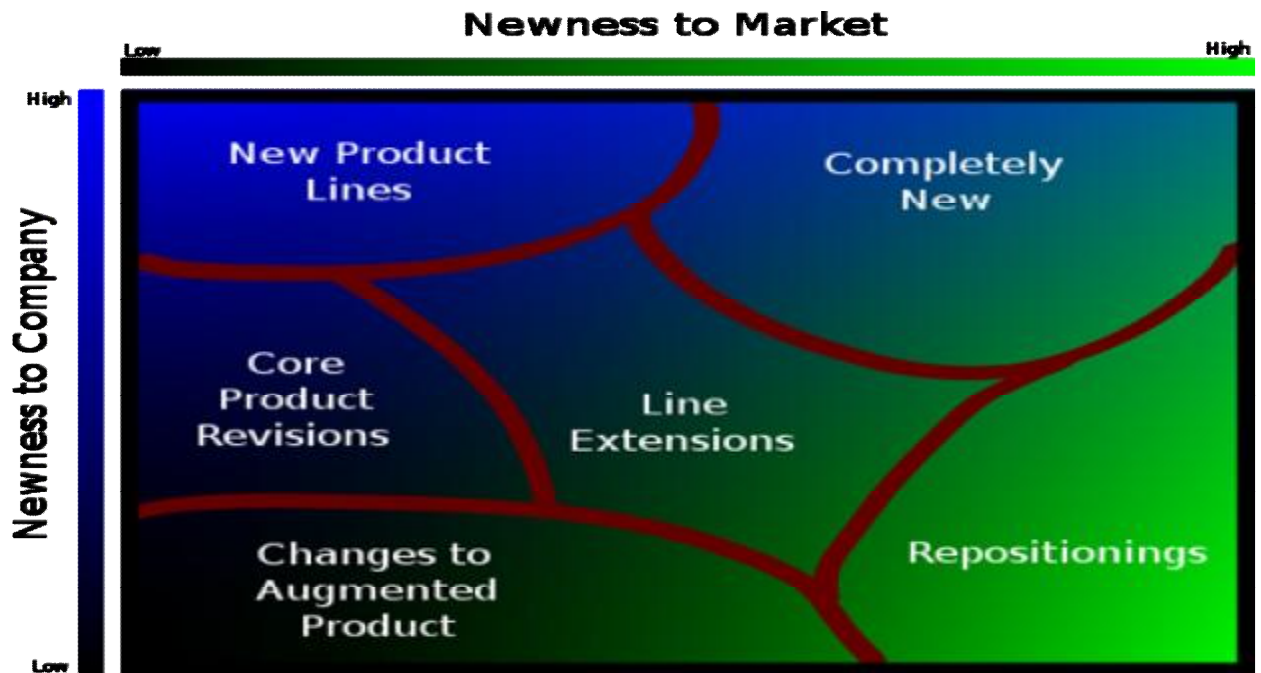 Newness to Market
Low
High
High
Newness to Company
Low
New Product
Lines
Completely
New
Core
Product
Revisions
Line
Extensions
Changes to
Augmented
Product
Repositionings